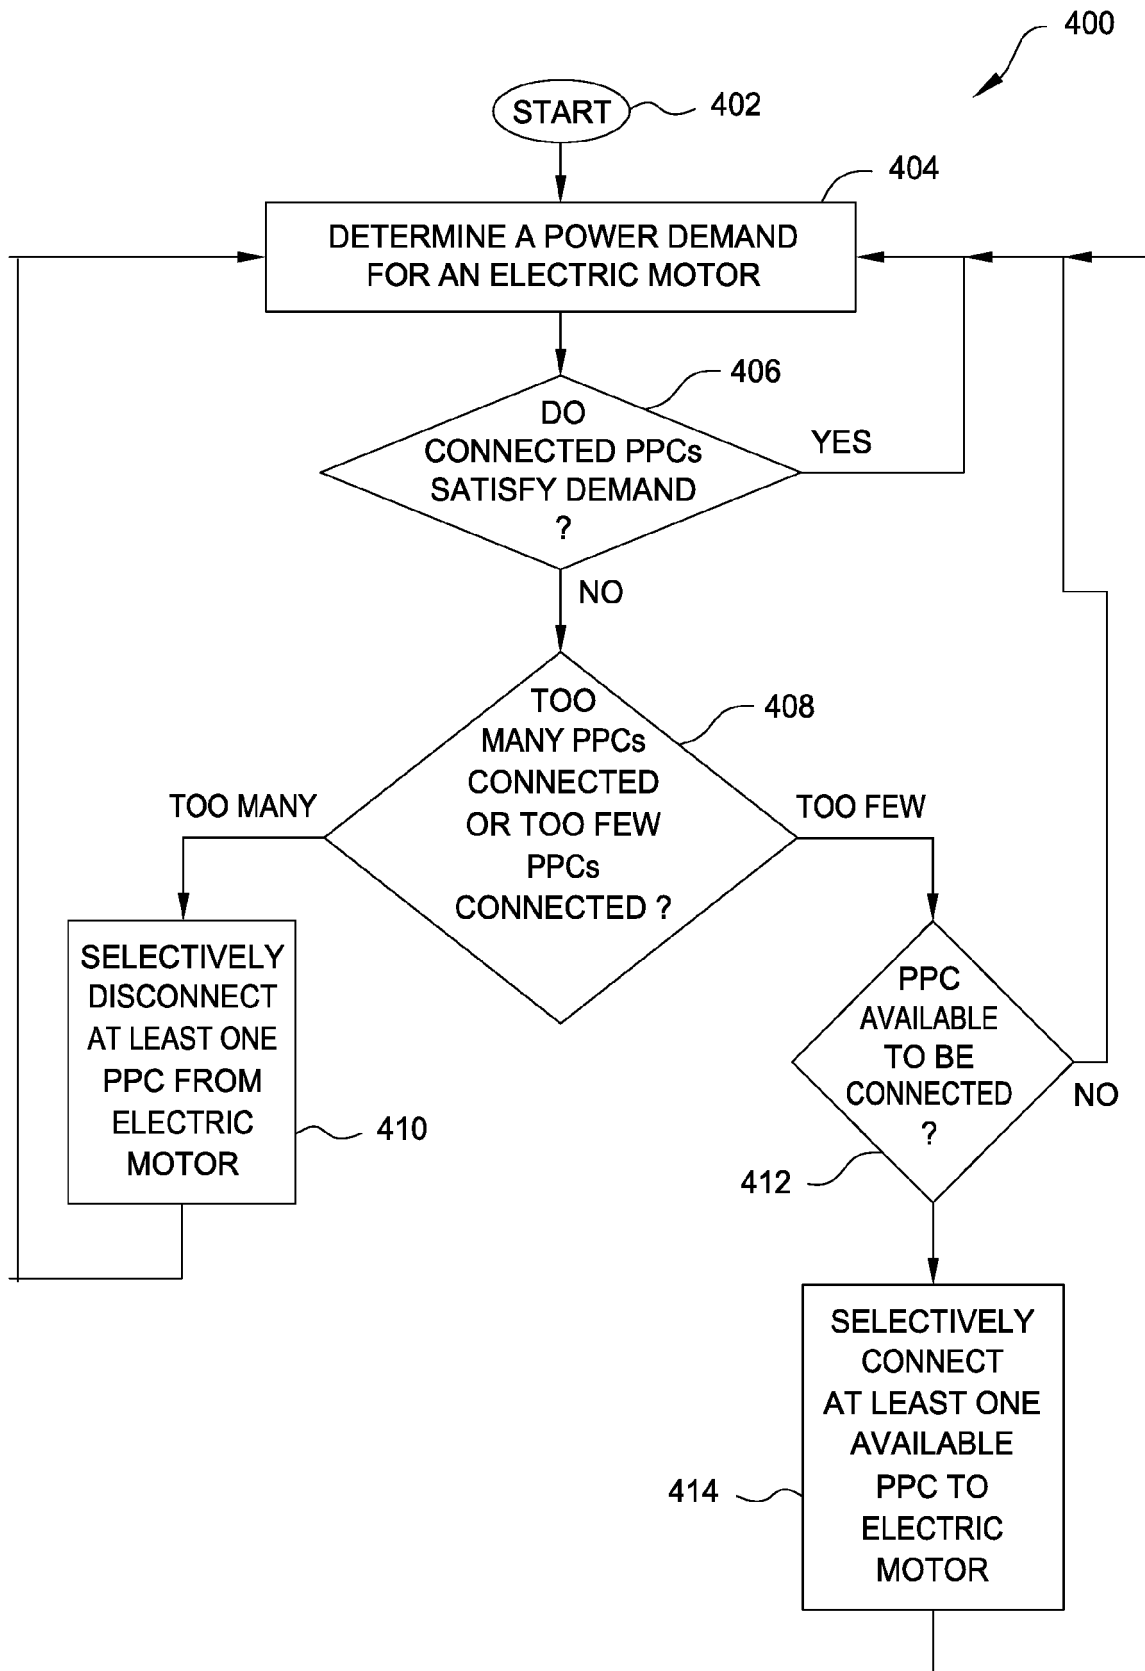 400
START
402
404
DETERMINE A POWER DEMAND
FOR AN ELECTRIC MOTOR
406
DO
CONNECTED PPCs
SATISFY DEMAND
?
YES
NO
TOO
MANY PPCs
CONNECTED
OR TOO FEW
PPCs
CONNECTED ?
408
TOO MANY
TOO FEW
SELECTIVELY
DISCONNECT
AT LEAST ONE
PPC FROM
ELECTRIC
MOTOR
410
PPC
AVAILABLE
TO BE
CONNECTED
?
NO
412
SELECTIVELY
CONNECT
AT LEAST ONE
AVAILABLE
PPC TO
ELECTRIC
MOTOR
414